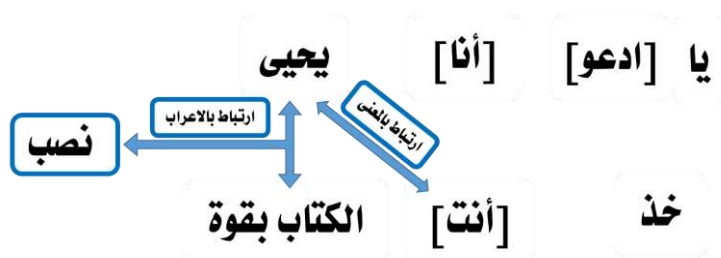 يا [ادعو] [أنا] يحيى
ارتباط بالاعراب
ارتباط بالمعنى
نصب
خذ [أنت] الكتاب بقوة